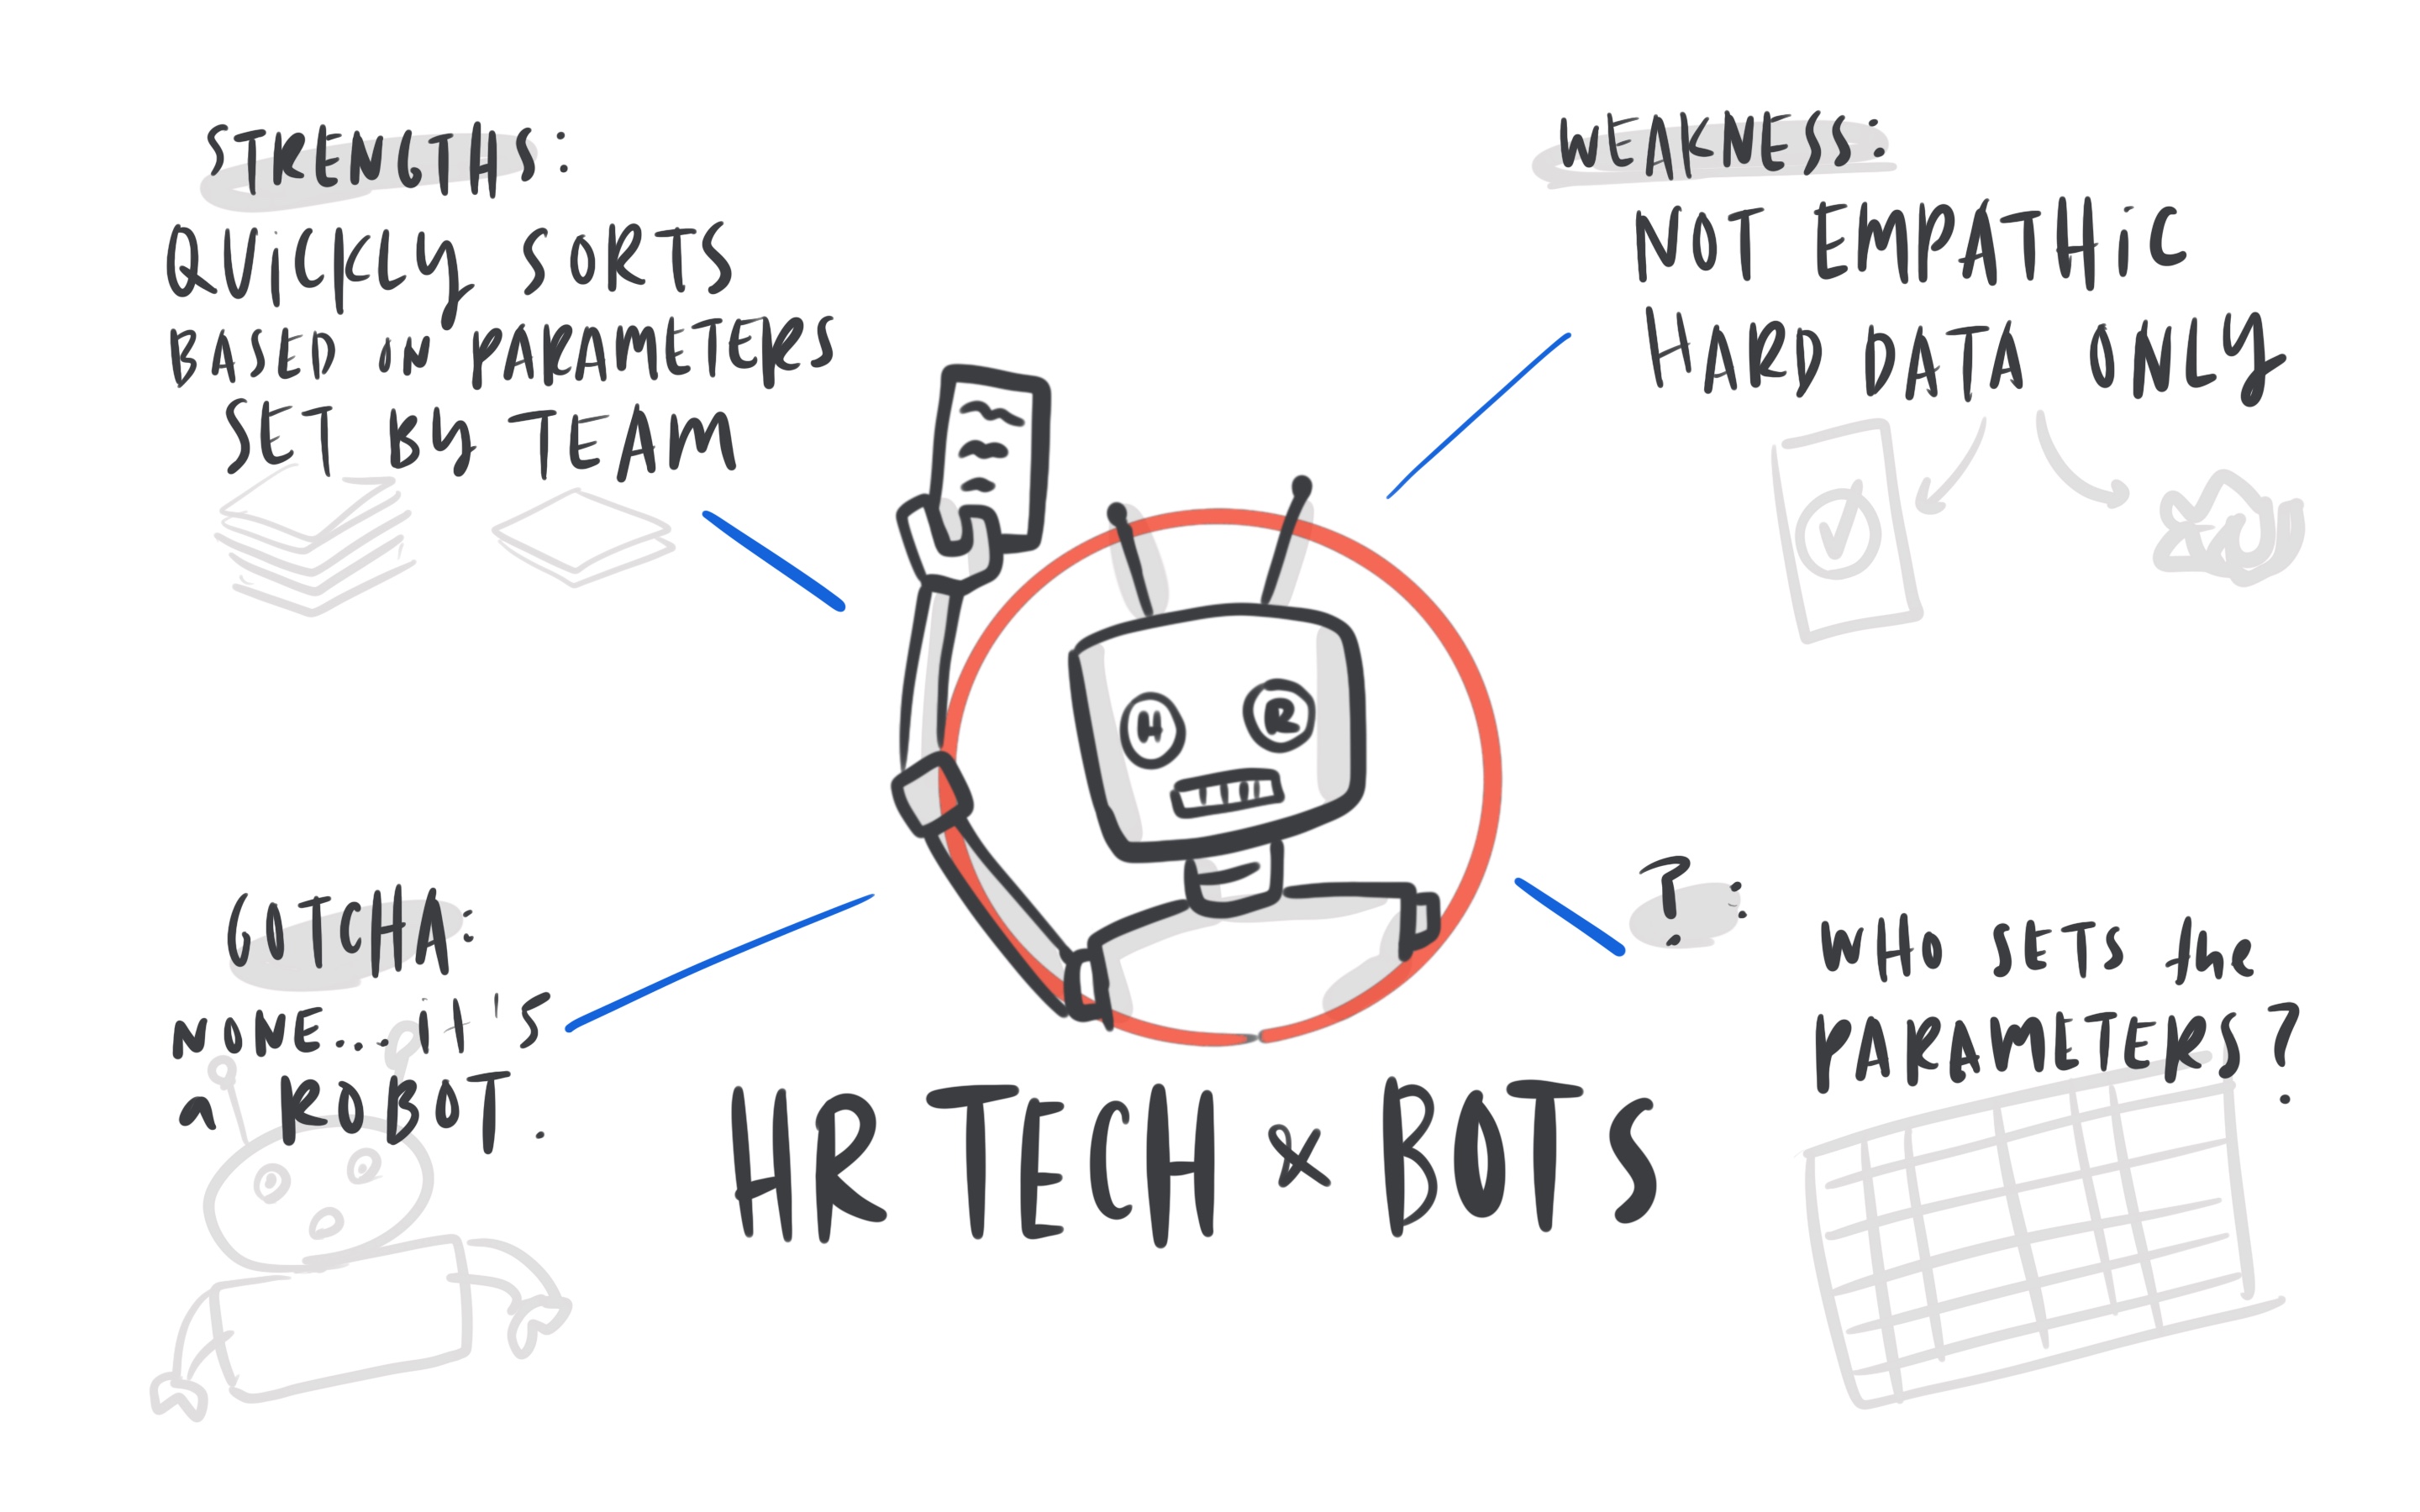 STRENGTHS:
QUiCKLY SORTS
BASED ON PARAMETERS
SET BY TEAM
WEAKNESS:
NOT EMPATHiC
HARD DATA ONLY
H R
GOTCHA:
NONE... it's
A ROBOT.
?:
WHO SETS the
PARAMETERS?
HR TECH & BOTS